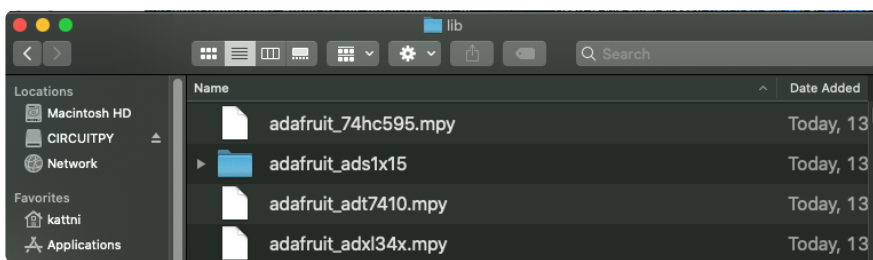 lib
Search
Locations
Macintosh HD
CIRCUITPY
Network
Favorites
kattni
Applications
Name
Date Added
adafruit_74hc595.mpy
Today, 13
adafruit_ads1x15
Today, 13
adafruit_adt7410.mpy
Today, 13
adafruit_adxl34x.mpy
Today, 13